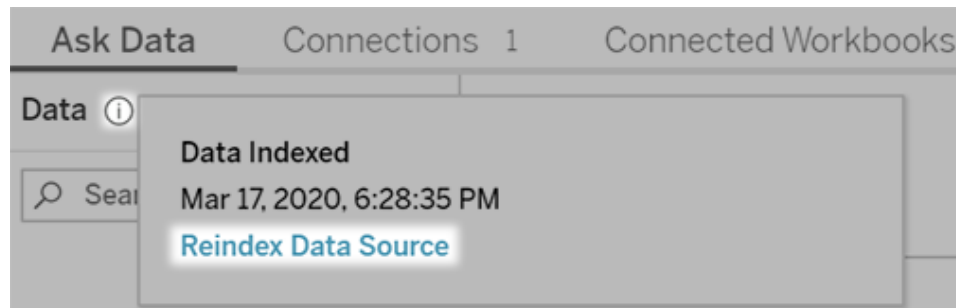 Ask Data Connections 1 Connected Workbooks
Data
Data Indexed
Sear
Mar 17, 2020, 6:28:35 PM
Reindex Data Source